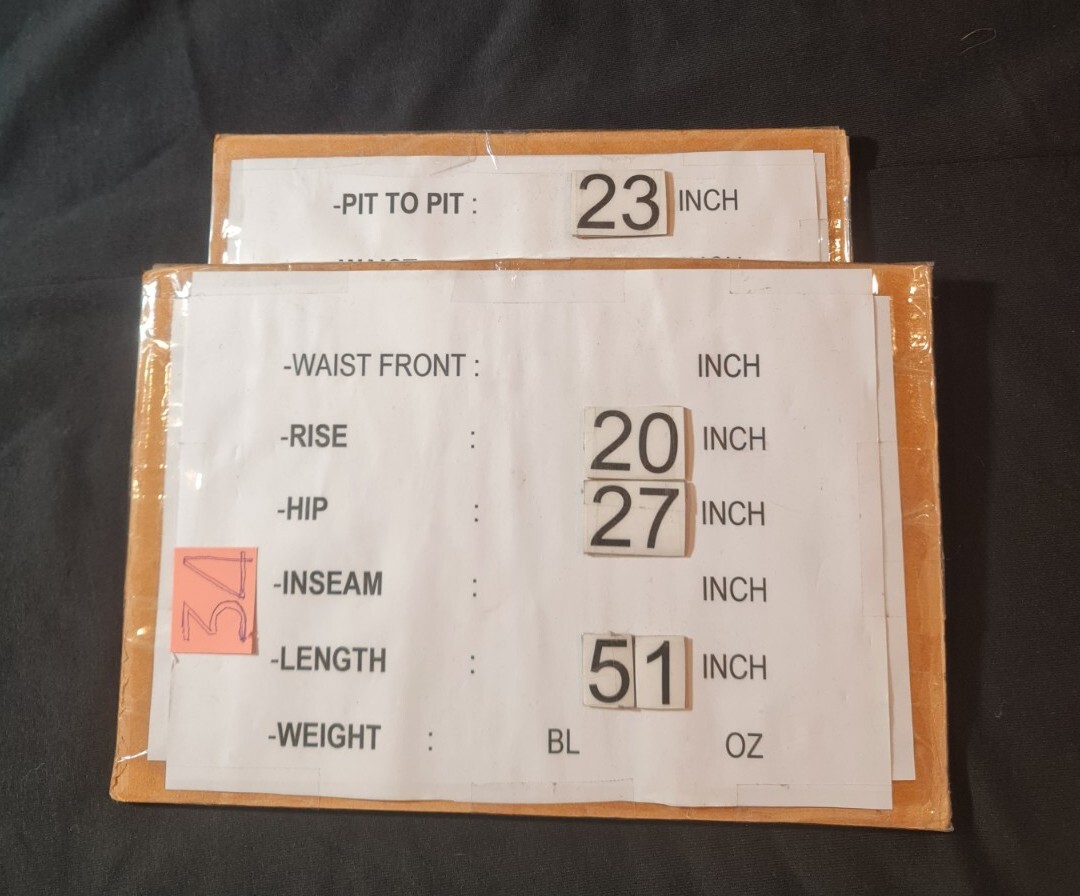 -PIT TO PIT : 23 INCH
-WAIST FRONT : INCH
-RISE : 20 INCH
-HIP : 27 INCH
34
-INSEAM : INCH
-LENGTH : 51 INCH
-WEIGHT : BL OZ